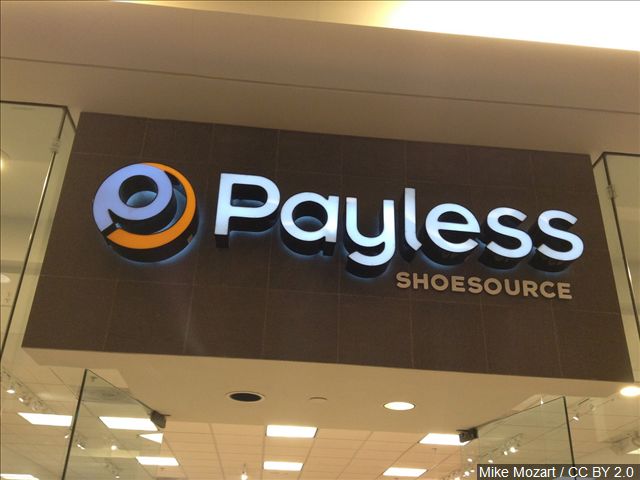 Payless
SHOESOURCE
Mike Mozart / CC BY 2.0